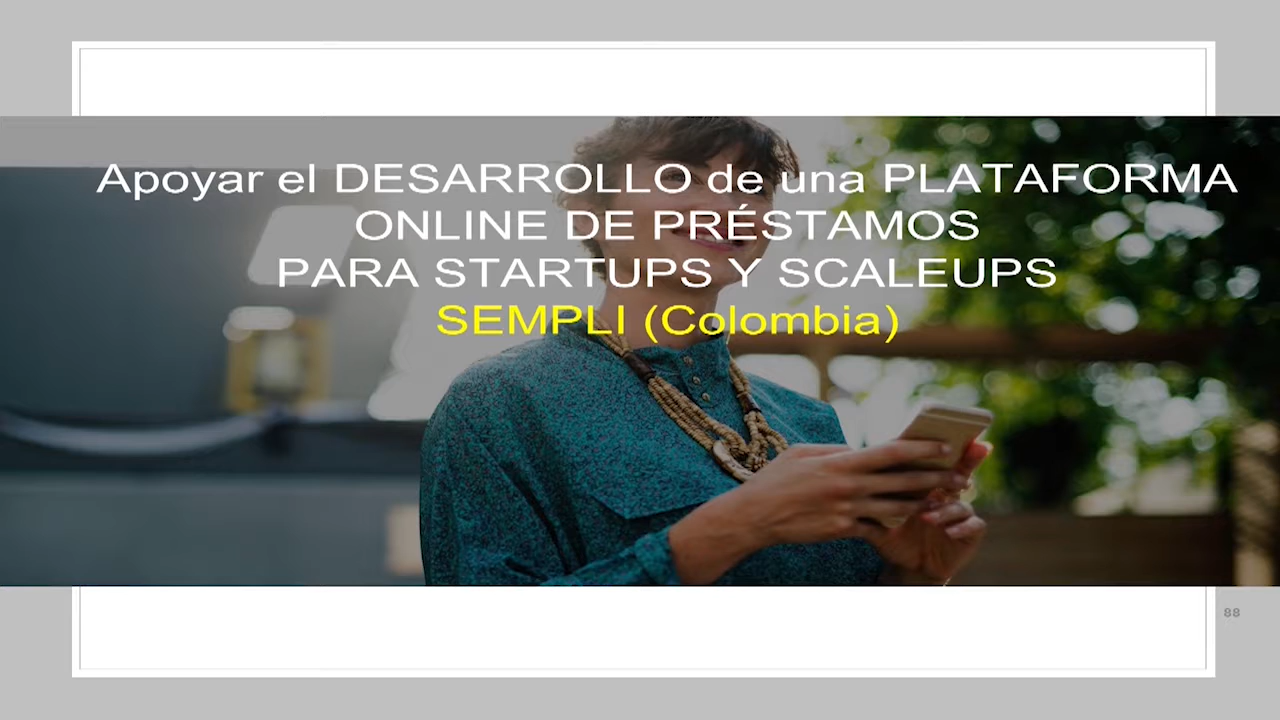 Apoyar el DESARROLLO de una PLATAFORMA
ONLINE DE PRÉSTAMOS
PARA STARTUPS Y SCALEUPS
SEMPLI (Colombia)
88